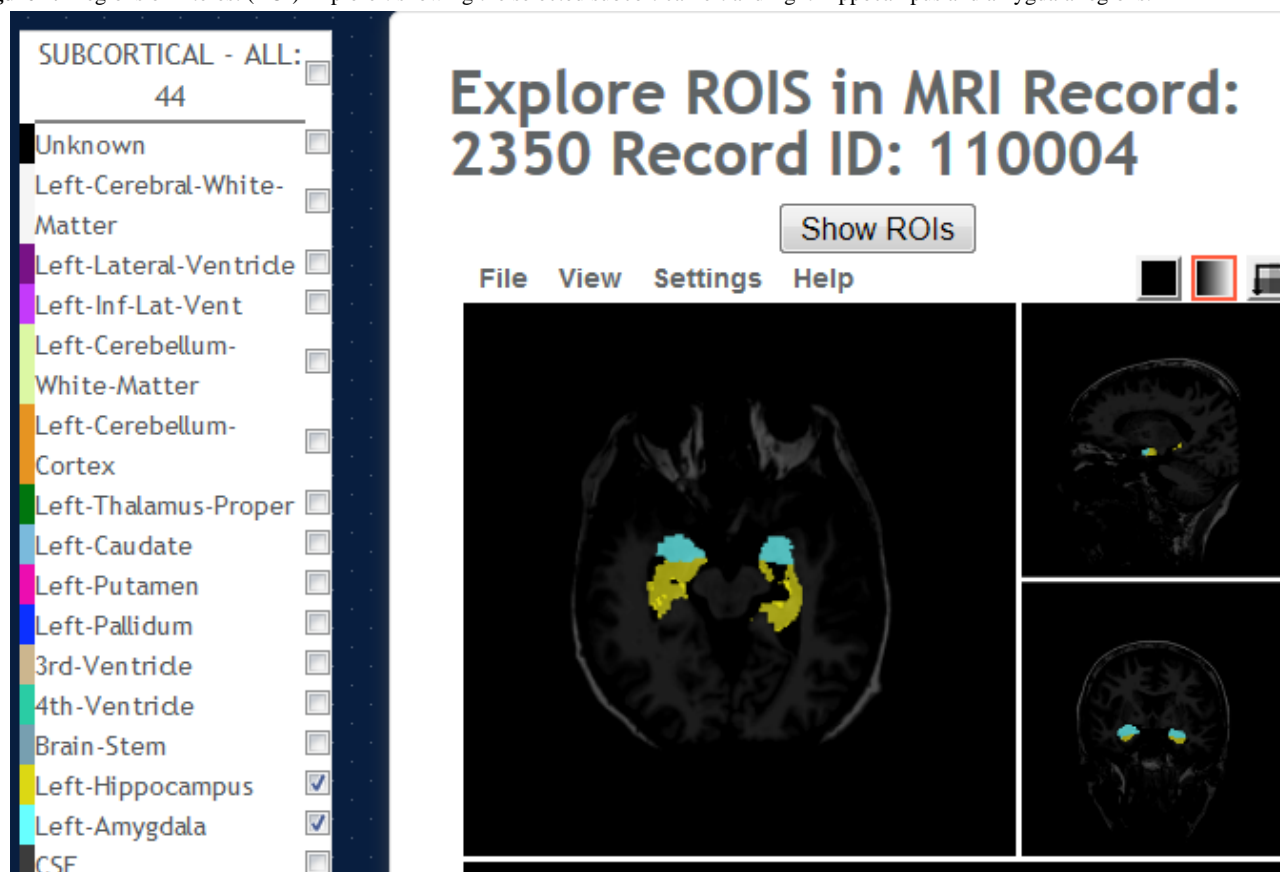 SUBCORTICAL - ALL:
44
Unknown
Left-Cerebral-White-
Matter
Left-Lateral-Ventricle
Left-Inf-Lat-Vent
Left-Cerebellum-
White-Matter
Left-Cerebellum-
Cortex
Left-Thalamus-Proper
Left-Caudate
Left-Putamen
Left-Pallidum
3rd-Ventricle
4th-Ventricle
Brain-Stem
Left-Hippocampus
Left-Amygdala
CSF
Explore ROIS in MRI Record:
2350 Record ID: 110004
Show ROIs
File View Settings Help